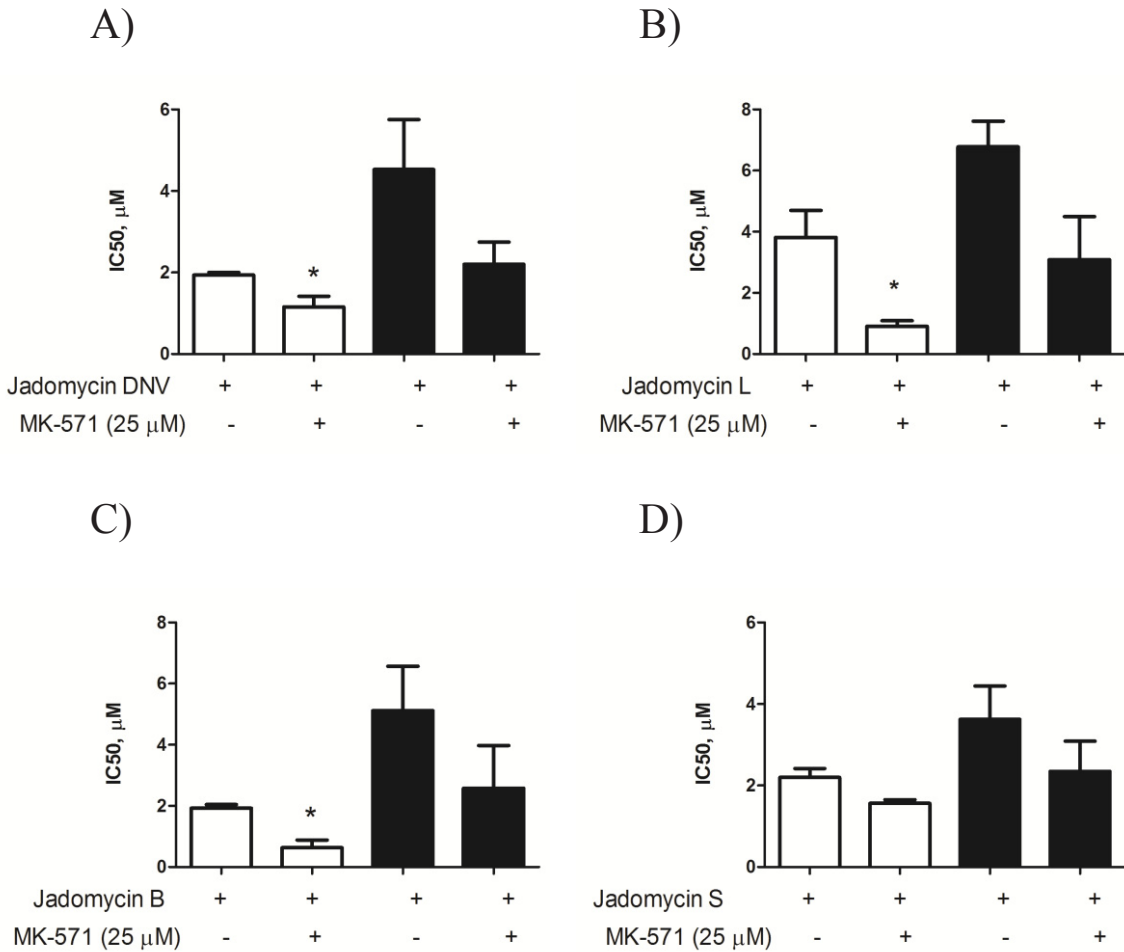 A)
B)
6
4
2
0
IC50, μM
*
Jadomycin DNV + + + +
MK-571 (25 μM) - + - +
8
6
4
2
0
IC50, μM
*
Jadomycin L + + + +
MK-571 (25 μM) - + - +
C)
D)
8
6
4
2
0
IC50, μM
*
Jadomycin B + + + +
MK-571 (25 μM) - + - +
6
4
2
0
IC50, μM
Jadomycin S + + + +
MK-571 (25 μM) - + - +